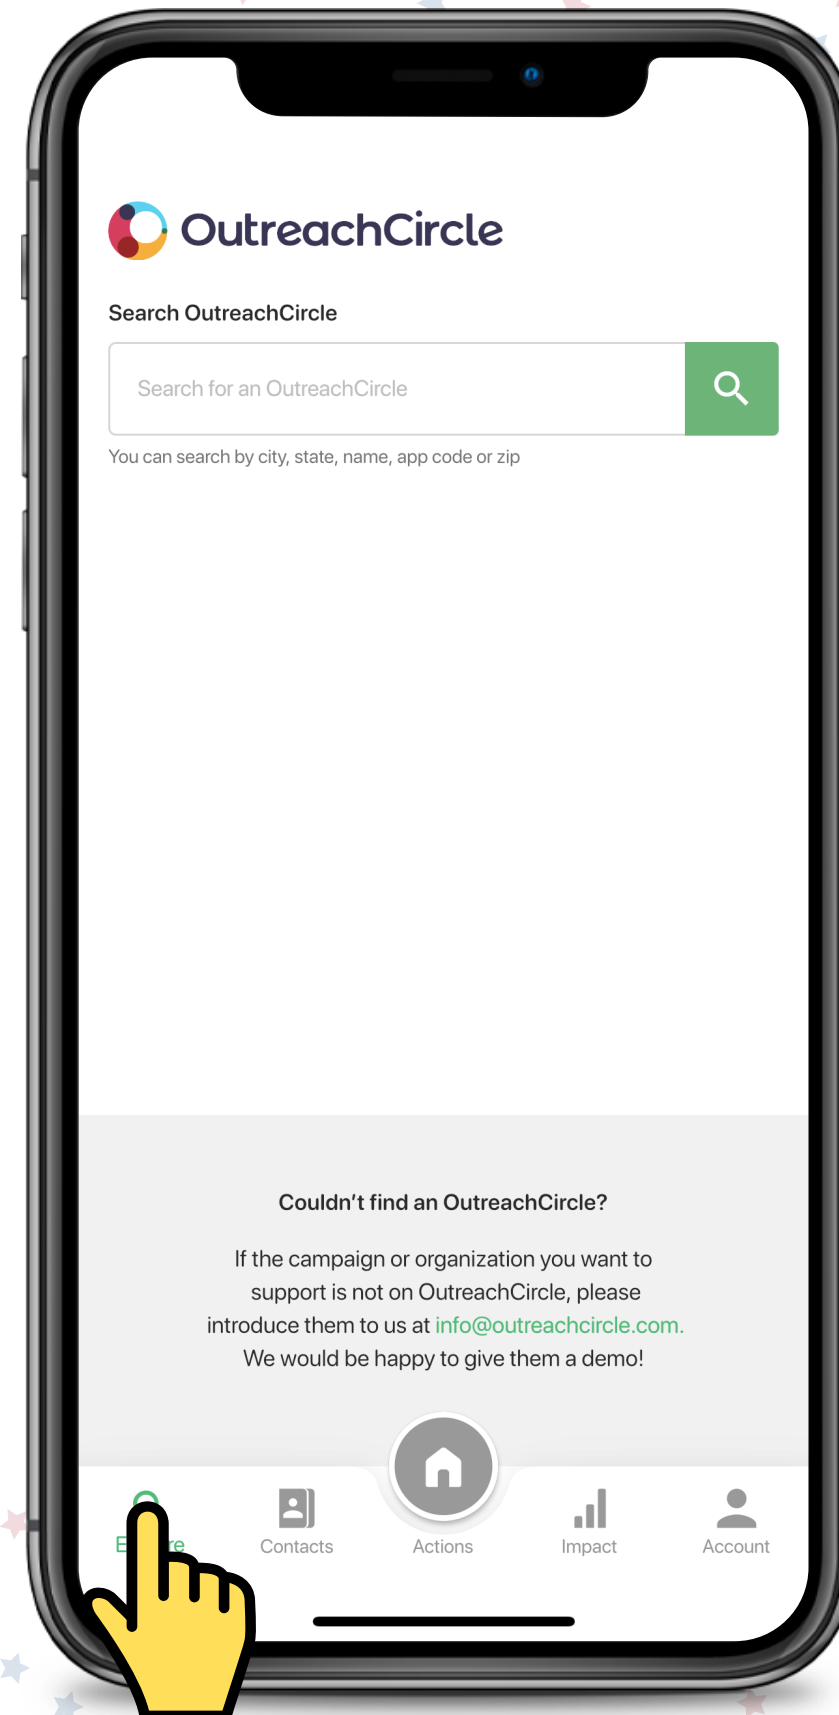 OutreachCircle
Search OutreachCircle
Search for an OutreachCircle
You can search by city, state, name, app code or zip
Couldn't find an OutreachCircle?
If the campaign or organization you want to
support is not on OutreachCircle, please
introduce them to us at info@outreachcircle.com.
We would be happy to give them a demo!
Contacts
Actions
Impact
Account